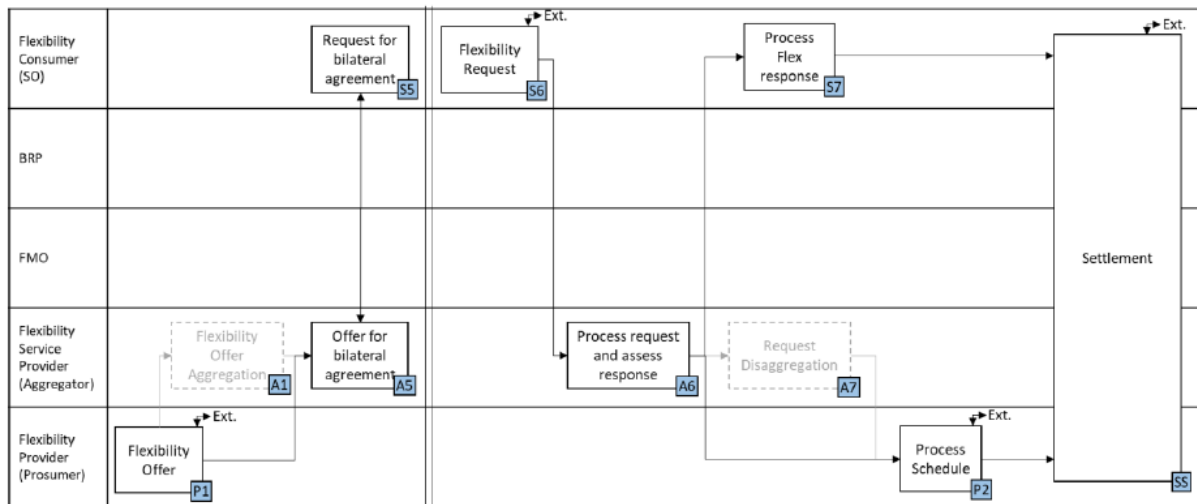 Flexibility
Consumer
(SO)
Request for
bilateral
agreement
S5
Ext.
Flexibility
Request
S6
Process
Flex
response
S7
Ext.
BRP
FMO
Settlement
SS
Flexibility
Service
Provider
(Aggregator)
Flexibility
Offer
Aggregation
A1
Offer for
bilateral
agreement
A5
Process request
and assess
response
A6
Request
Disaggregation
A7
Flexibility
Provider
(Prosumer)
Ext.
Flexibility
Offer
P1
Ext.
Process
Schedule
P2